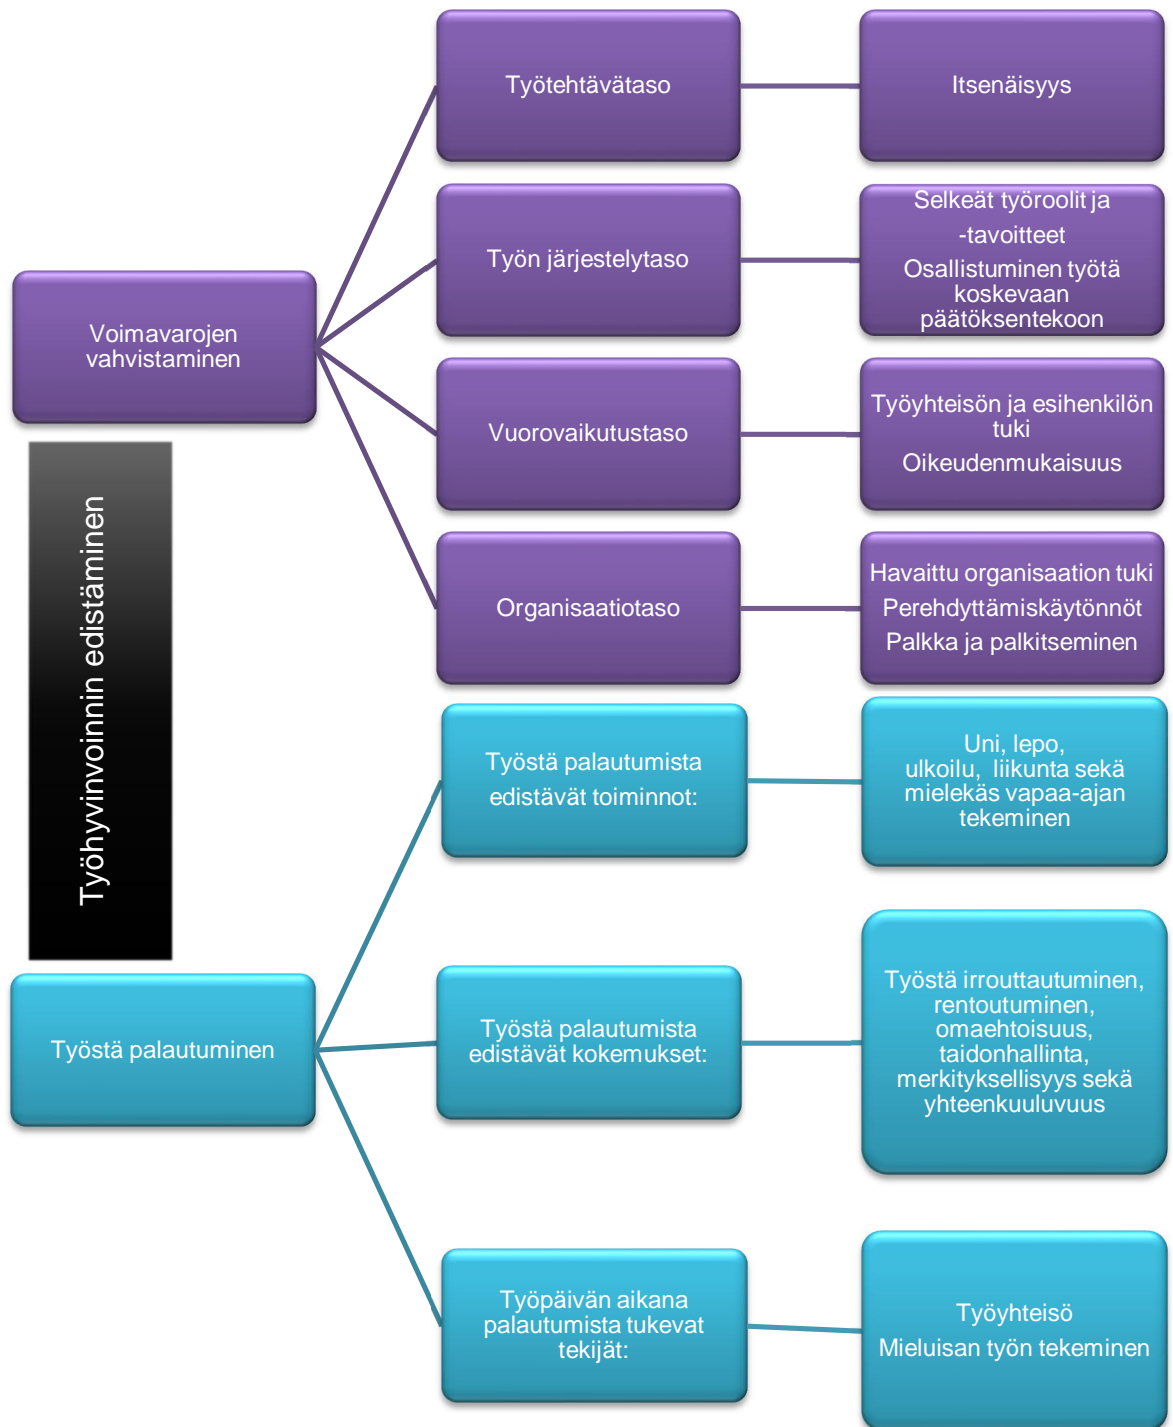 Työtehtävätaso
Itsenäisyys
Työn järjestelytaso
Selkeät työroolit ja
-tavoitteet
Osallistuminen työtä
koskevaan
päätöksentekoon
Voimavarojen
vahvistaminen
Vuorovaikutustaso
Työyhteisön ja esihenkilön
tuki
Oikeudenmukaisuus
Organisaatiotaso
Havaittu organisaation tuki
Perehdyttämiskäytönnöt
Palkka ja palkitseminen
Työhyvinvoinnin edistäminen
Työstä palautuminen
Työstä palautumista
edistävät toiminnot:
Uni, lepo,
ulkoilu, liikunta sekä
mielekäs vapaa-ajan
tekeminen
Työstä palautumista
edistävät kokemukset:
Työstä irrouttautuminen,
rentoutuminen,
omaehtoisuus,
taidonhallinta,
merkityksellisyys sekä
yhteenkuuluvuus
Työpäivän aikana
palautumista tukevat
tekijät:
Työyhteisö
Mieluisan työn tekeminen